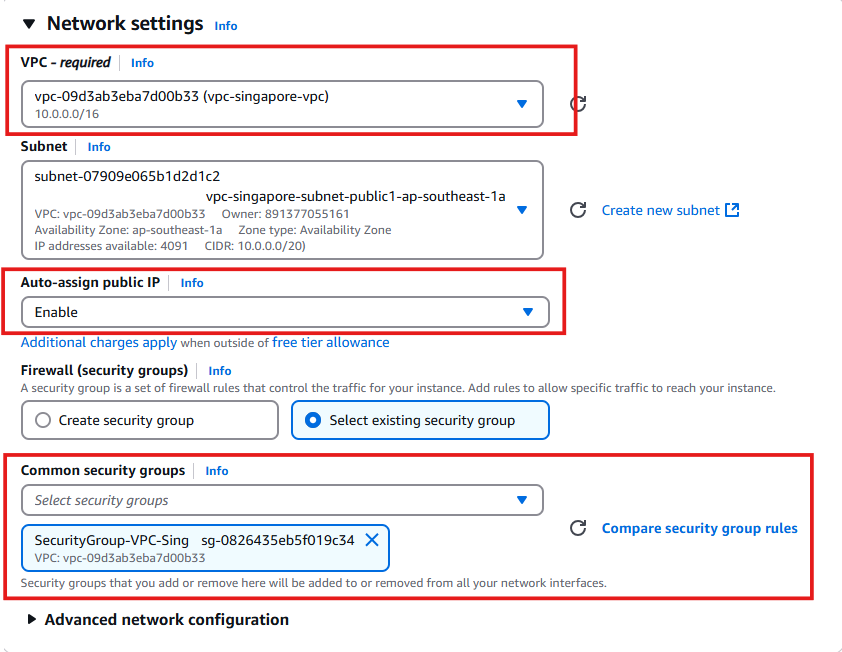 Network settings Info
VPC - required Info
vpc-09d3ab3eba7d00b33 (vpc-singapore-vpc)
10.0.0.0/16
Subnet Info
subnet-07909e065b1d2d1c2
vpc-singapore-subnet-public1-ap-southeast-1a
VPC: vpc-09d3ab3eba7d00b33 Owner: 891377055161
Availability Zone: ap-southeast-1a Zone type: Availability Zone
IP addresses available: 4091 CIDR: 10.0.0.0/20)
Create new subnet
Auto-assign public IP Info
Enable
Additional charges apply when outside of free tier allowance
Firewall (security groups) Info
A security group is a set of firewall rules that control the traffic for your instance. Add rules to allow specific traffic to reach your instance.
Create security group Select existing security group
Common security groups Info
Select security groups
SecurityGroup-VPC-Sing sg-0826435eb5f019c34
VPC: vpc-09d3ab3eba7d00b33
Compare security group rules
Security groups that you add or remove here will be added to or removed from all your network interfaces.
Advanced network configuration